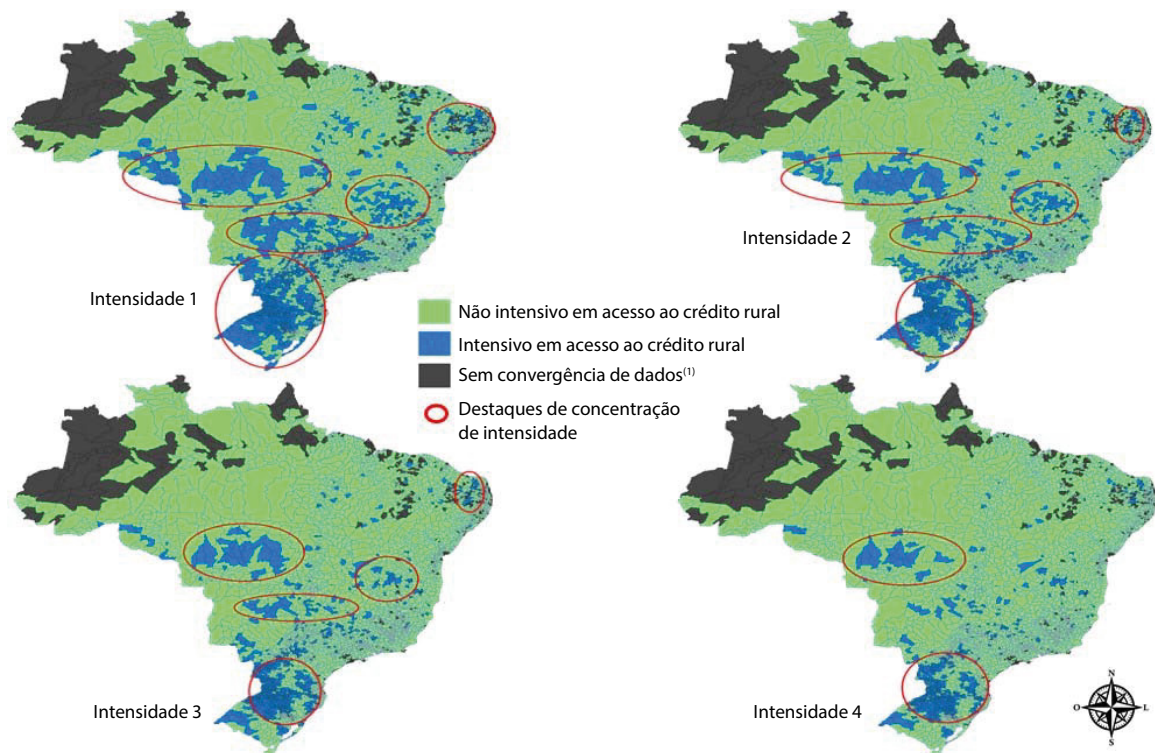 Intensidade 1
Intensidade 2
Não intensivo em acesso ao crédito rural
Intensivo em acesso ao crédito rural
Sem convergência de dados(1)
Destaques de concentração
de intensidade
Intensidade 3
Intensidade 4
N
O
L
S